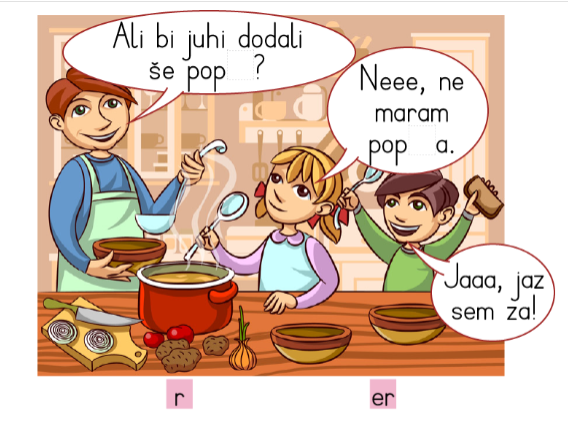 Ali bi juhi dodali
še pop ?
Neee, ne
maram
pop a.
Jaaa, jaz
sem za!
r
er